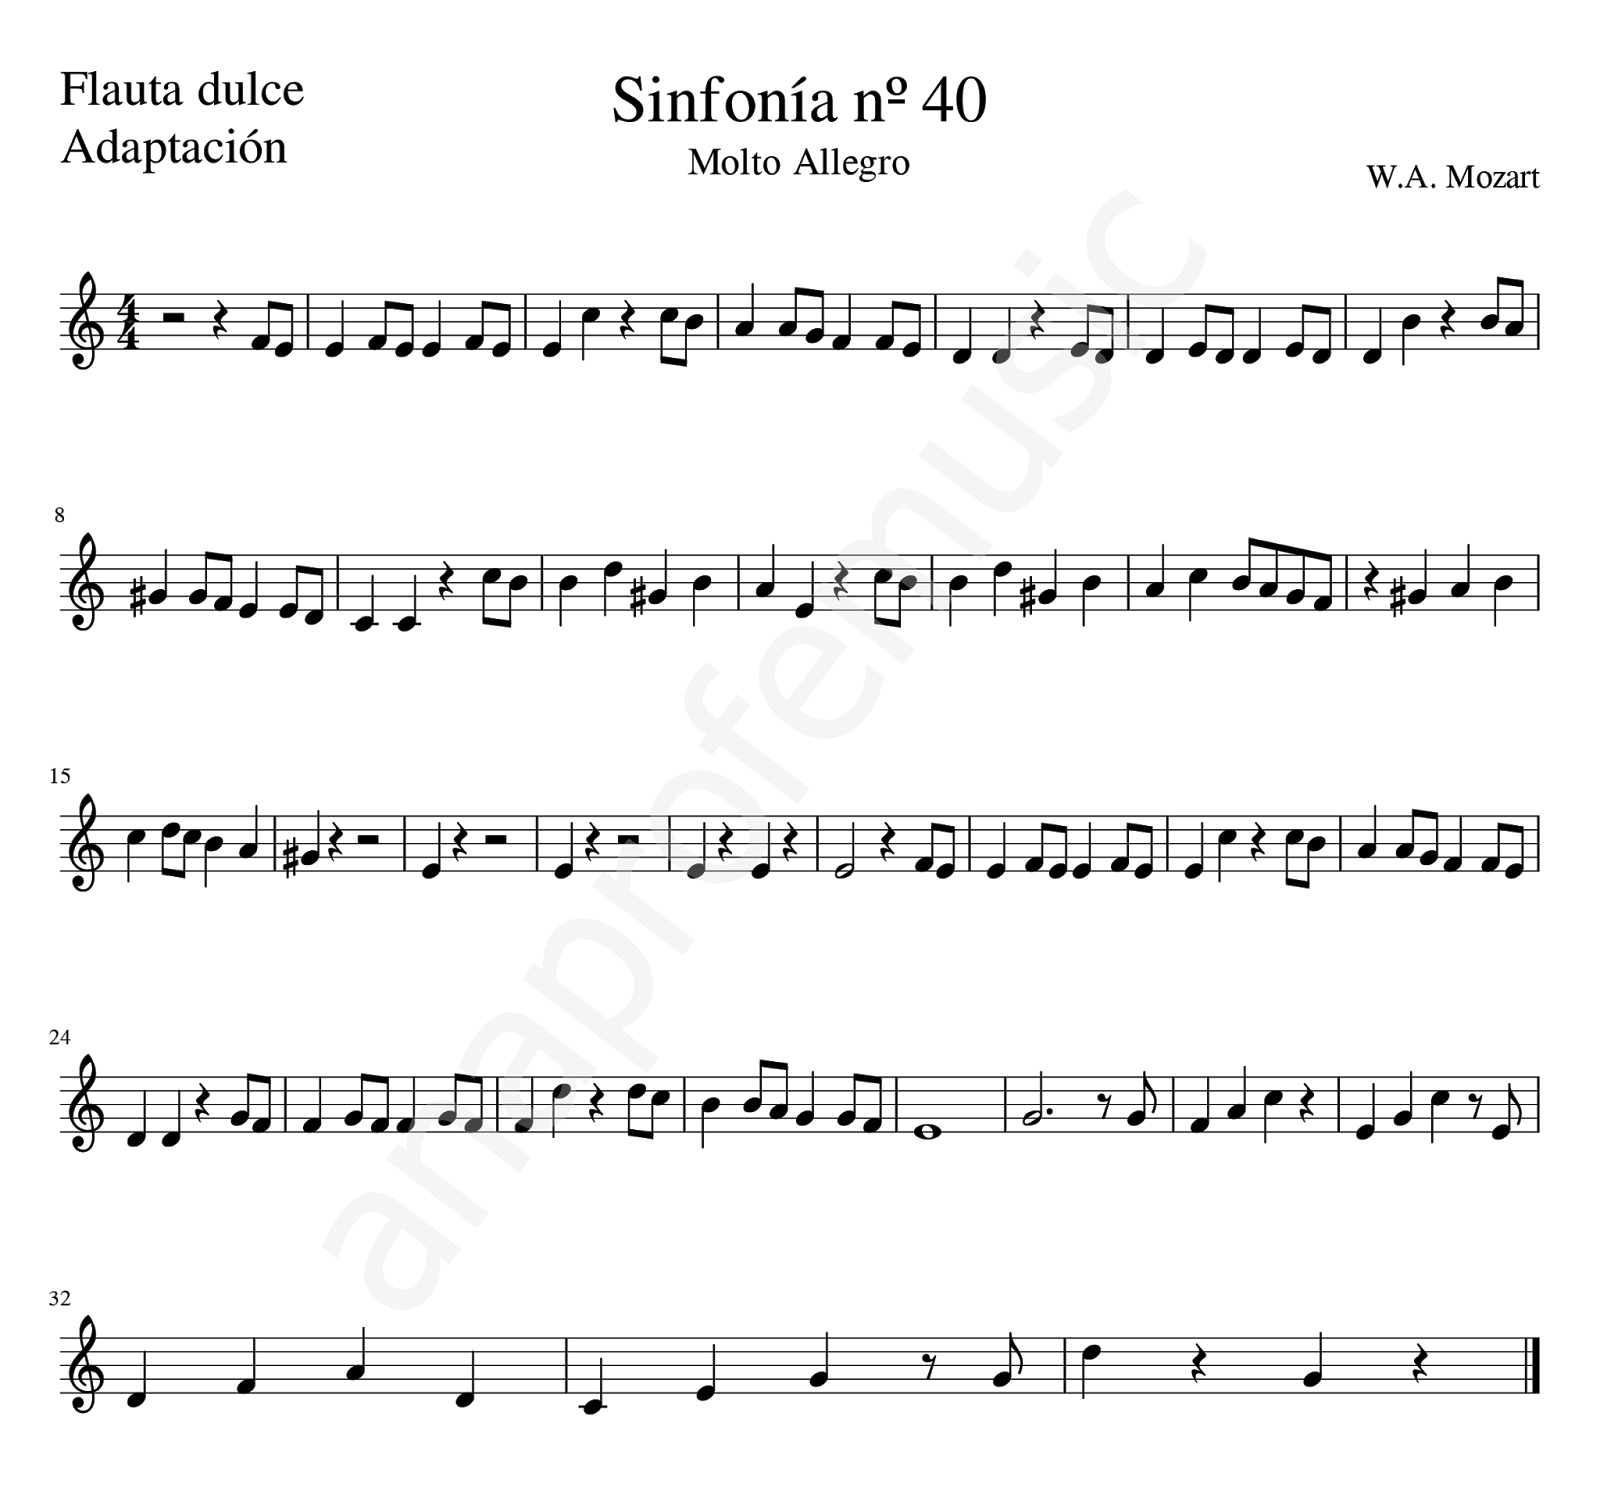 Flauta dulce
Adaptación
Sinfonía nº 40
Molto Allegro
W.A. Mozart
4
4
8
15
24
32
anaprofemusic